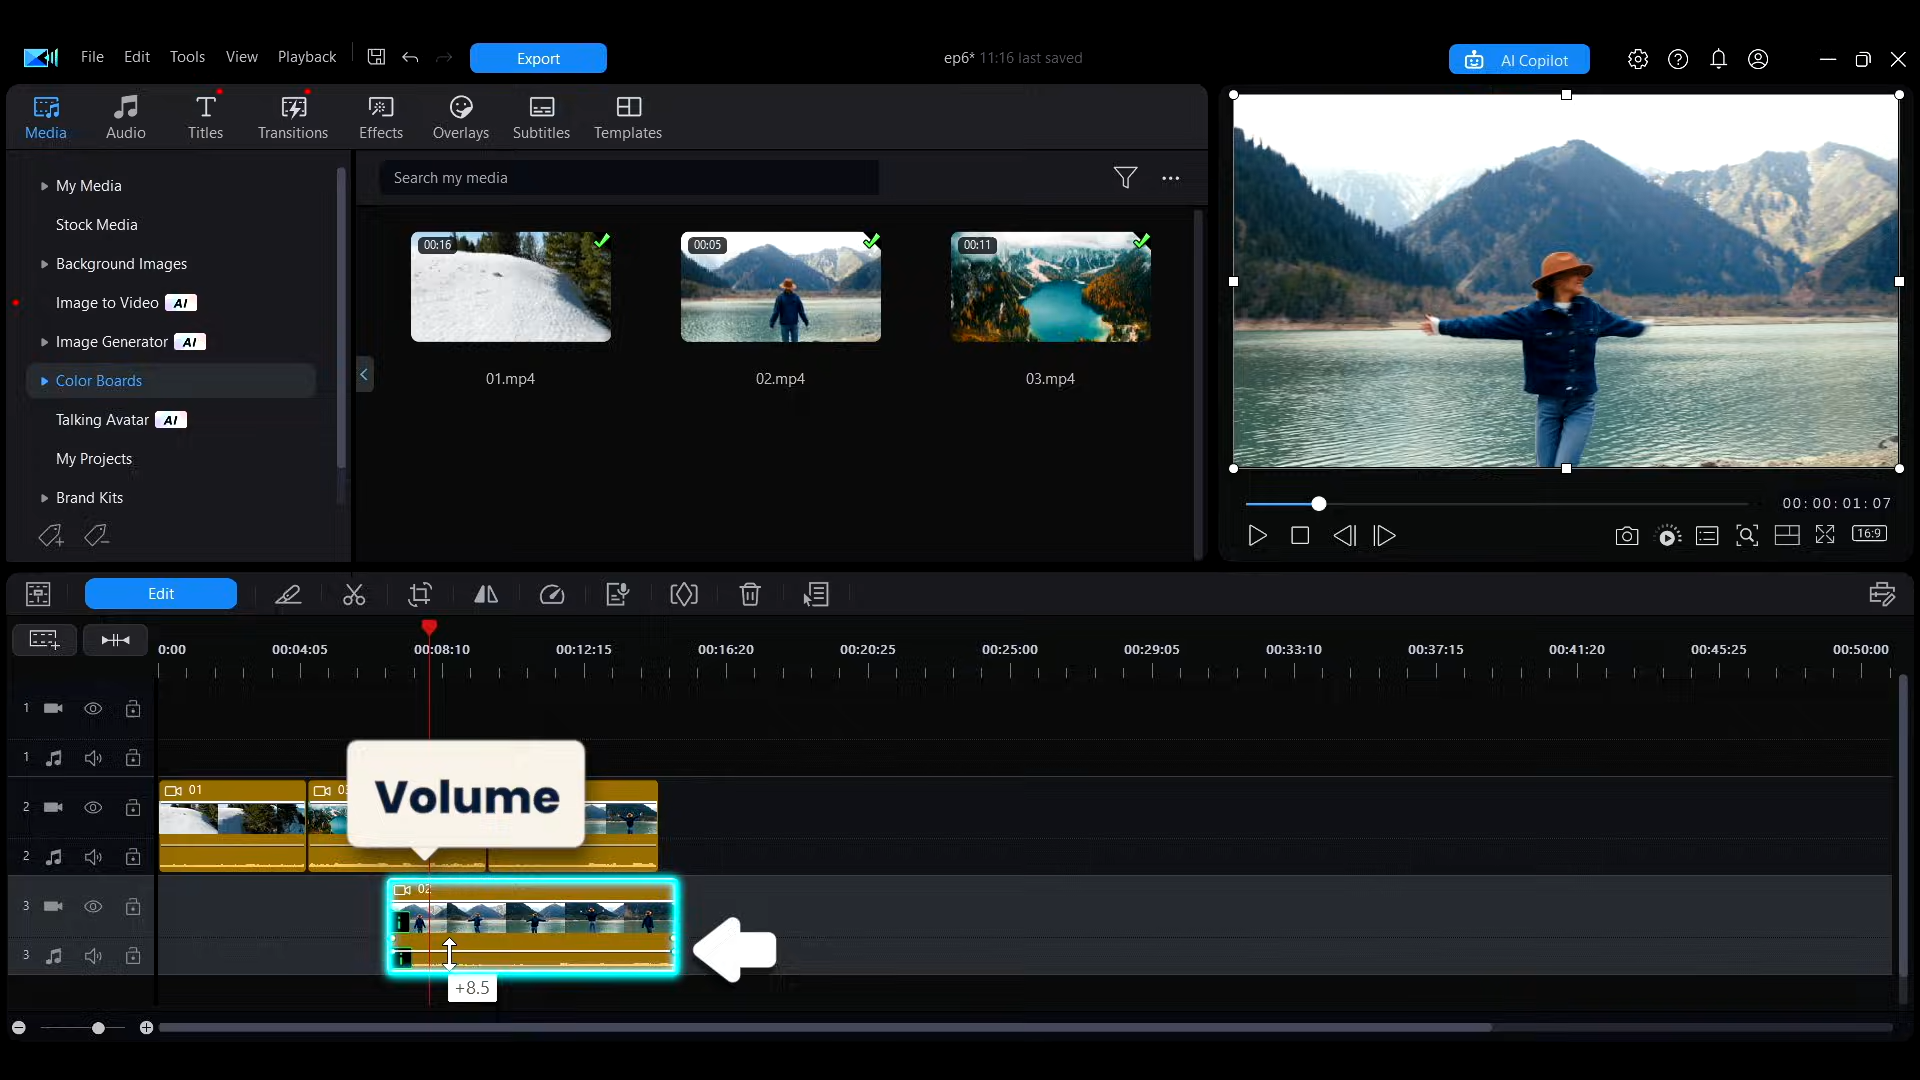 File Edit Tools View Playback Export ep6* 11:16 last saved AI Copilot
Media Audio Titles Transitions Effects Overlays Subtitles Templates
My Media
Stock Media
Background Images
Image to Video AI
Image Generator AI
Color Boards
Talking Avatar AI
My Projects
Brand Kits
Search my media
00:16 00:05 00:11
01.mp4 02.mp4 03.mp4
00:00:01:07
16:9
Edit
0:00 00:04:05 00:08:10 00:12:15 00:16:20 00:20:25 00:25:00 00:29:05 00:33:10 00:37:15 00:41:20 00:45:25 00:50:00
1
1
2 01 03
Volume
2
3 02
3
+8.5